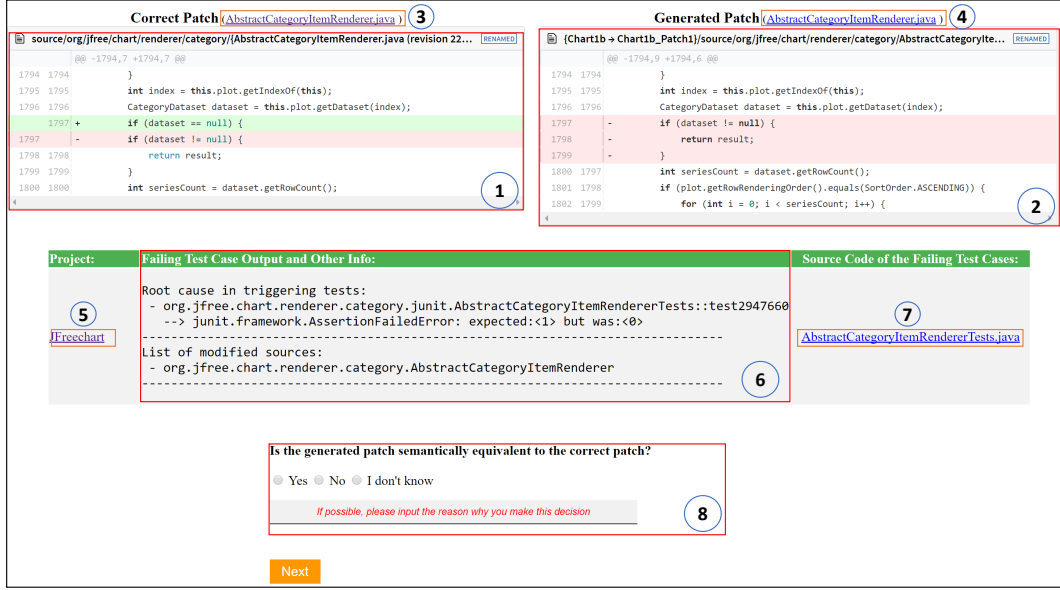 Correct Patch (AbstractCategoryItemRenderer.java ) 3
source/org/jfree/chart/renderer/category/{AbstractCategoryItemRenderer.java (revision 22... RENAMED
@@ -1794,7 +1794,7 @@
1794 1794 }
1795 1795 int index = this.plot.getIndexOf(this);
1796 1796 CategoryDataset dataset = this.plot.getDataset(index);
1797 + if (dataset == null) {
1797 - if (dataset != null) {
1798 1798 return result;
1799 1799 }
1800 1800 int seriesCount = dataset.getRowCount();
1
Generated Patch (AbstractCategoryItemRenderer.java ) 4
{Chart1b → Chart1b_Patch1}/source/org/jfree/chart/renderer/category/AbstractCategoryIte... RENAMED
@@ -1794,9 +1794,6 @@
1794 1794 }
1795 1795 int index = this.plot.getIndexOf(this);
1796 1796 CategoryDataset dataset = this.plot.getDataset(index);
1797 - if (dataset != null) {
1798 - return result;
1799 - }
1800 1797 int seriesCount = dataset.getRowCount();
1801 1798 if (plot.getRowRenderingOrder().equals(SortOrder.ASCENDING)) {
1802 1799 for (int i = 0; i < seriesCount; i++) {
2
Project:
5
JFreechart
Failing Test Case Output and Other Info:
Root cause in triggering tests:
- org.jfree.chart.renderer.category.junit.AbstractCategoryItemRendererTests::test2947660
--> junit.framework.AssertionFailedError: expected:<1> but was:<0>
--------------------------------------------------------------------------------
List of modified sources:
- org.jfree.chart.renderer.category.AbstractCategoryItemRenderer
--------------------------------------------------------------------------------
6
Source Code of the Failing Test Cases:
7
AbstractCategoryItemRendererTests.java
Is the generated patch semantically equivalent to the correct patch?
Yes No I don't know
If possible, please input the reason why you make this decision
8
Next